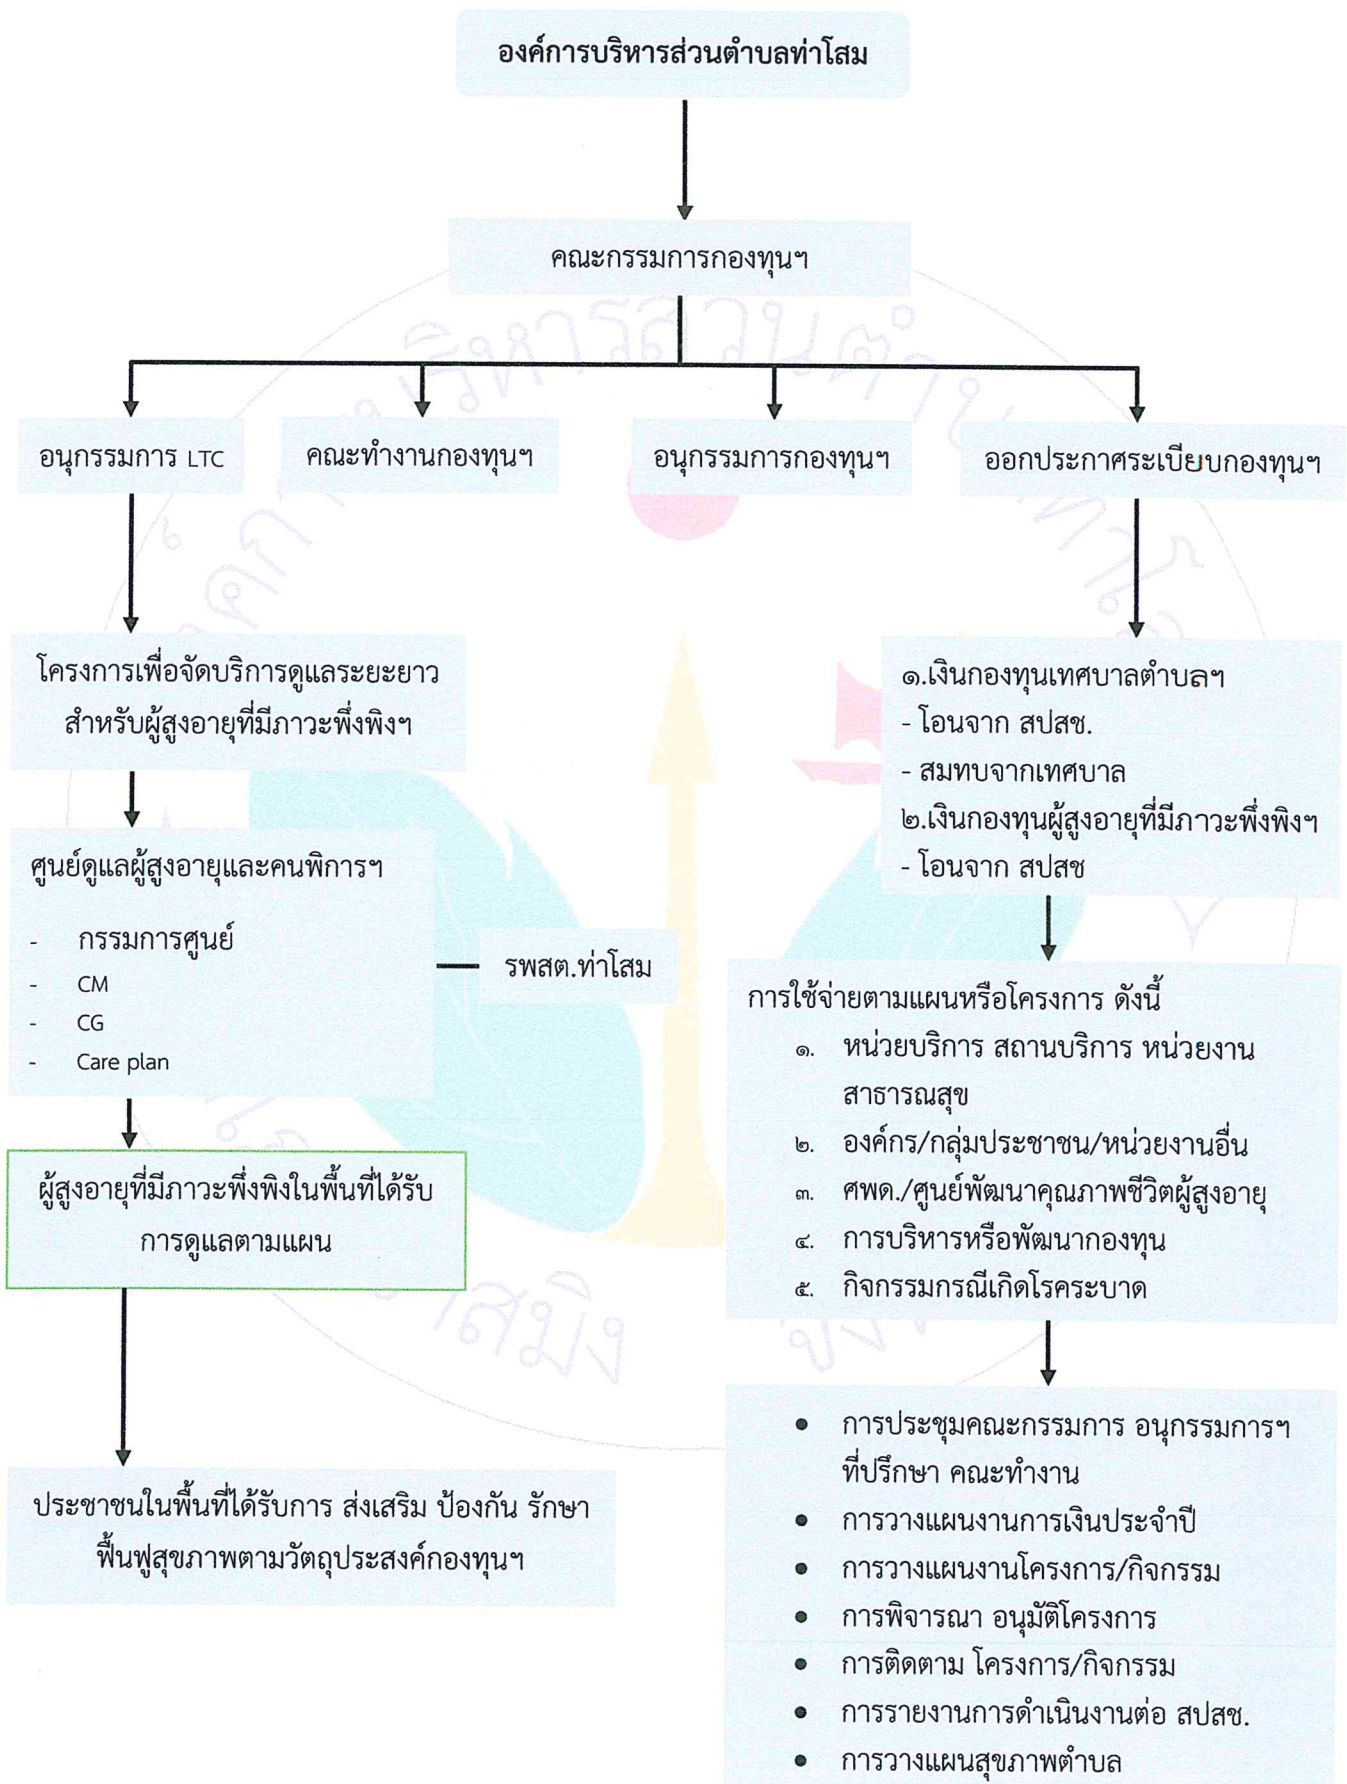 องค์การบริหารส่วนตำบลท่าโสม
คณะกรรมการกองทุนฯ
อนุกรรมการ LTC
คณะทำงานกองทุนฯ
อนุกรรมการกองทุนฯ
ออกประกาศระเบียบกองทุนฯ
โครงการเพื่อจัดบริการดูแลระยะยาว
สำหรับผู้สูงอายุที่มีภาวะพึ่งพิงฯ
ศูนย์ดูแลผู้สูงอายุและคนพิการฯ
- กรรมการศูนย์
- CM
- CG
- Care plan
รพสต.ท่าโสม
ผู้สูงอายุที่มีภาวะพึ่งพิงในพื้นที่ได้รับ
การดูแลตามแผน
ประชาชนในพื้นที่ได้รับการ ส่งเสริม ป้องกัน รักษา
ฟื้นฟูสุขภาพตามวัตถุประสงค์กองทุนฯ
๑.เงินกองทุนเทศบาลตำบลฯ
- โอนจาก สปสช.
- สมทบจากเทศบาล
๒.เงินกองทุนผู้สูงอายุที่มีภาวะพึ่งพิงฯ
- โอนจาก สปสช
การใช้จ่ายตามแผนหรือโครงการ ดังนี้
๑. หน่วยบริการ สถานบริการ หน่วยงาน
สาธารณสุข
๒. องค์กร/กลุ่มประชาชน/หน่วยงานอื่น
๓. ศพด./ศูนย์พัฒนาคุณภาพชีวิตผู้สูงอายุ
๔. การบริหารหรือพัฒนากองทุน
๕. กิจกรรมกรณีเกิดโรคระบาด
• การประชุมคณะกรรมการ อนุกรรมการฯ
ที่ปรึกษา คณะทำงาน
• การวางแผนงานการเงินประจำปี
• การวางแผนงานโครงการ/กิจกรรม
• การพิจารณา อนุมัติโครงการ
• การติดตาม โครงการ/กิจกรรม
• การรายงานการดำเนินงานต่อ สปสช.
• การวางแผนสุขภาพตำบล